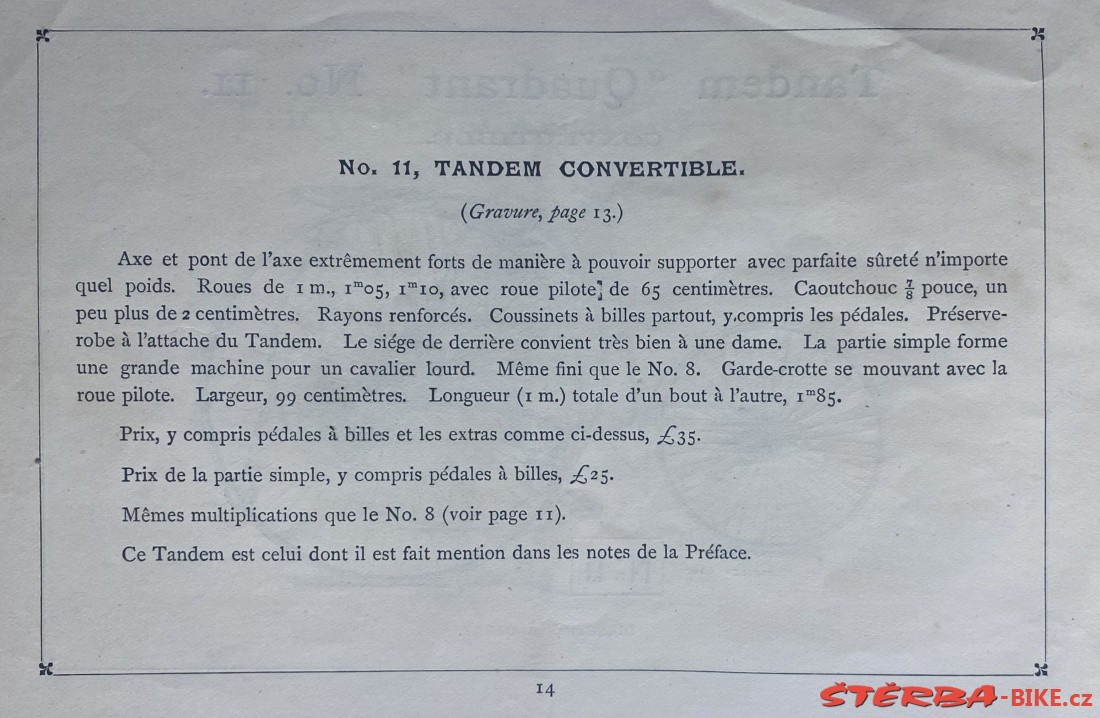 No. 11, TANDEM CONVERTIBLE.
(Gravure, page 13.)
Axe et pont de l'axe extrêmement forts de manière à pouvoir supporter avec parfaite sûreté n'importe
quel poids. Roues de 1 m., 1ᵐ05, 1ᵐ10, avec roue pilote] de 65 centimètres. Caoutchouc ⅞ pouce, un
peu plus de 2 centimètres. Rayons renforcés. Coussinets à billes partout, y.compris les pédales. Préserve-
robe à l'attache du Tandem. Le siége de derrière convient très bien à une dame. La partie simple forme
une grande machine pour un cavalier lourd. Même fini que le No. 8. Garde-crotte se mouvant avec la
roue pilote. Largeur, 99 centimètres. Longueur (1 m.) totale d'un bout à l'autre, 1ᵐ85.
Prix, y compris pédales à billes et les extras comme ci-dessus, £35.
Prix de la partie simple, y compris pédales à billes, £25.
Mêmes multiplications que le No. 8 (voir page 11).
Ce Tandem est celui dont il est fait mention dans les notes de la Préface.
14
ŠTĚRBA-BIKE.cz